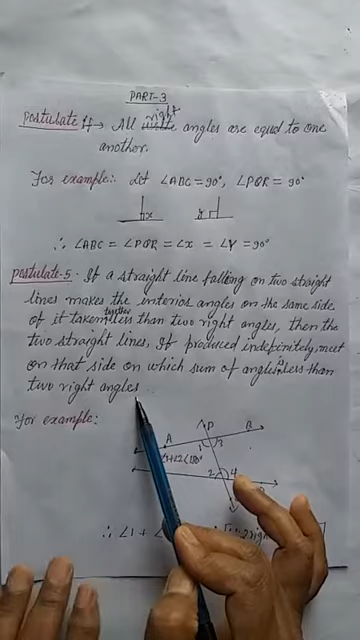 PART-3
Postulate 4 → All right angles are equal to one
another.
For example:- Let ∠ABC = 90°, ∠PQR = 90°
x y
∴ ∠ABC = ∠PQR = ∠x = ∠Y = 90°
Postulate-5. If a straight line falling on two straight
lines makes the interior angles on the same side
of it taken together less than two right angles, then the
two straight lines, If produced indefinitely, meet
on that side on which sum of angles is less than
two right angles.
For example:
P
A B
1 3
∠1+∠2<180°
2 4
∴ ∠1 + ∠